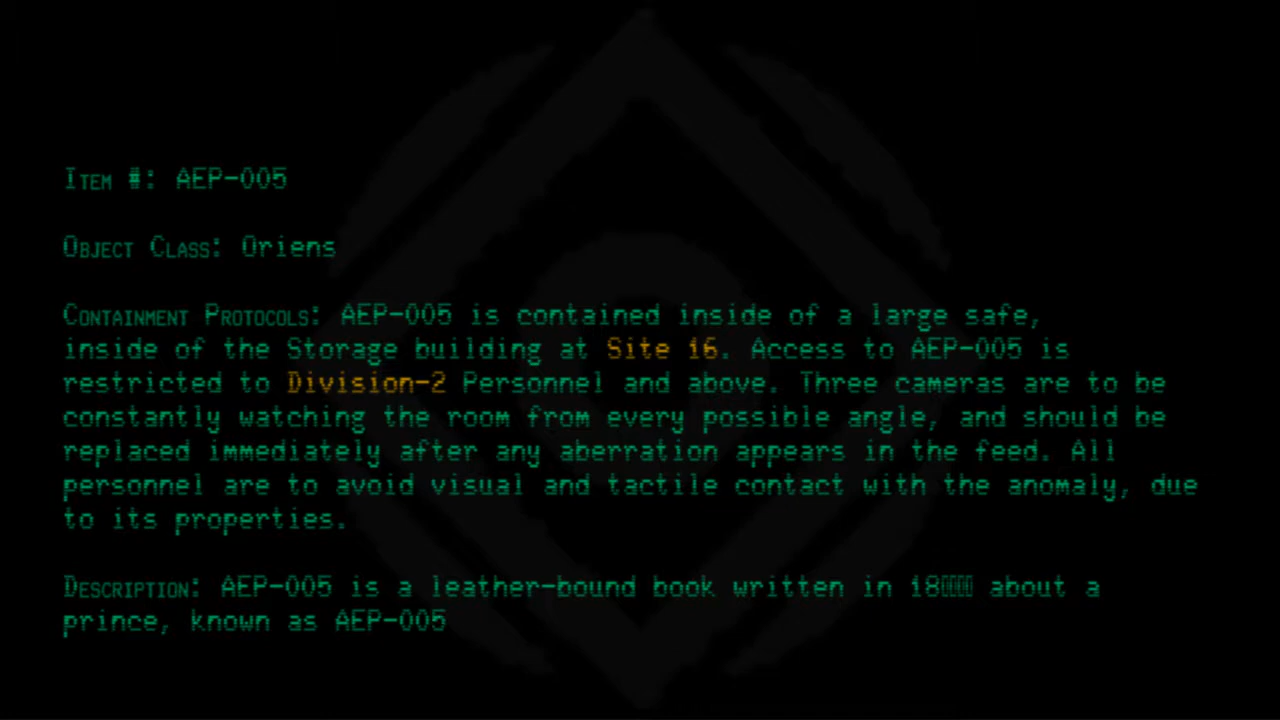 Item #: AEP-005
Object Class: Oriens
Containment Protocols: AEP-005 is contained inside of a large safe,
inside of the Storage building at Site 16. Access to AEP-005 is
restricted to Division-2 Personnel and above. Three cameras are to be
constantly watching the room from every possible angle, and should be
replaced immediately after any aberration appears in the feed. All
personnel are to avoid visual and tactile contact with the anomaly, due
to its properties.
Description: AEP-005 is a leather-bound book written in 18▯▯▯▯ about a
prince, known as AEP-005